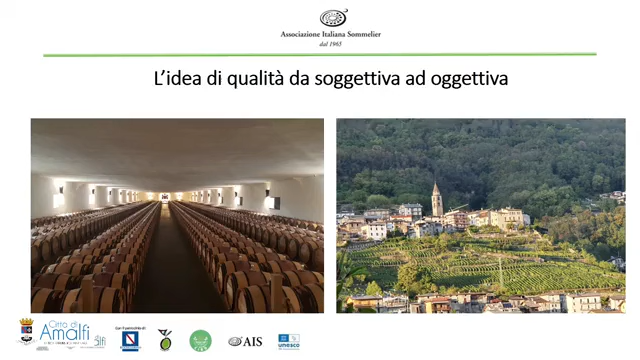 Associazione Italiana Sommelier
dal 1965
L'idea di qualità da soggettiva ad oggettiva
Città di
Amalfi
AIS
unesco